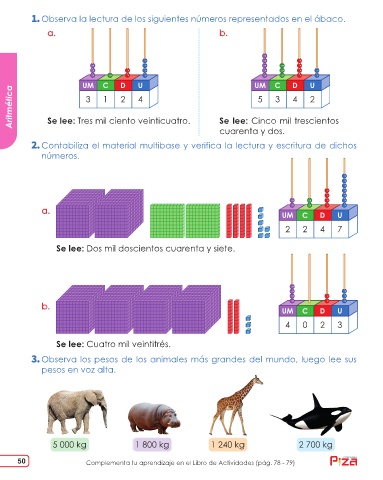 1. Observa la lectura de los siguientes números representados en el ábaco.
a.
b.
UM C D U
3 1 2 4
UM C D U
5 3 4 2
Se lee: Tres mil ciento veinticuatro.
Se lee: Cinco mil trescientos
cuarenta y dos.
Aritmética
2. Contabiliza el material multibase y verifica la lectura y escritura de dichos
números.
a.
UM C D U
2 2 4 7
Se lee: Dos mil doscientos cuarenta y siete.
b.
UM C D U
4 0 2 3
Se lee: Cuatro mil veintitrés.
3. Observa los pesos de los animales más grandes del mundo, luego lee sus
pesos en voz alta.
5 000 kg
1 800 kg
1 240 kg
2 700 kg
50
Complementa tu aprendizaje en el Libro de Actividades (pág. 78 - 79)